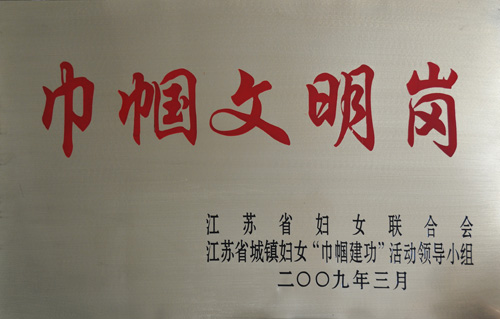 巾帼文明岗
江苏省妇女联合会
江苏省城镇妇女“巾帼建功”活动领导小组
二〇〇九年三月